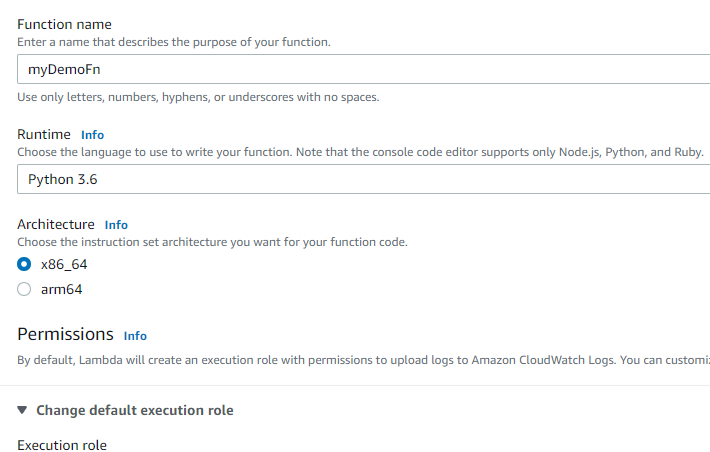 Function name
Enter a name that describes the purpose of your function.
myDemoFn
Use only letters, numbers, hyphens, or underscores with no spaces.
Runtime Info
Choose the language to use to write your function. Note that the console code editor supports only Node.js, Python, and Ruby.
Python 3.6
Architecture Info
Choose the instruction set architecture you want for your function code.
x86_64
arm64
Permissions Info
By default, Lambda will create an execution role with permissions to upload logs to Amazon CloudWatch Logs. You can customi
Change default execution role
Execution role